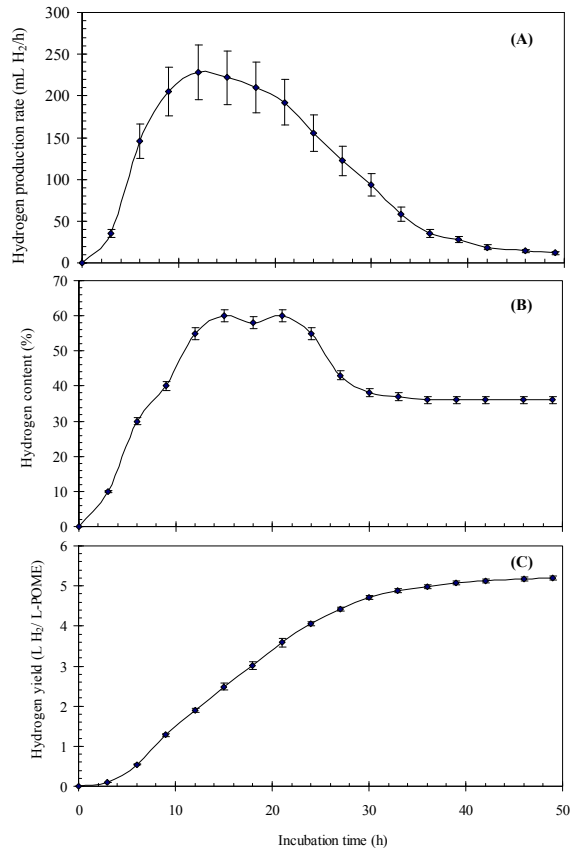 300
250
200
150
100
50
0
Hydrogen production rate (mL H2/h)
(A)
70
60
50
40
30
20
10
0
Hydrogen content (%)
(B)
6
5
4
3
2
1
0
Hydrogen yield (L H2/ L-POME)
(C)
0 10 20 30 40 50
Incubation time (h)